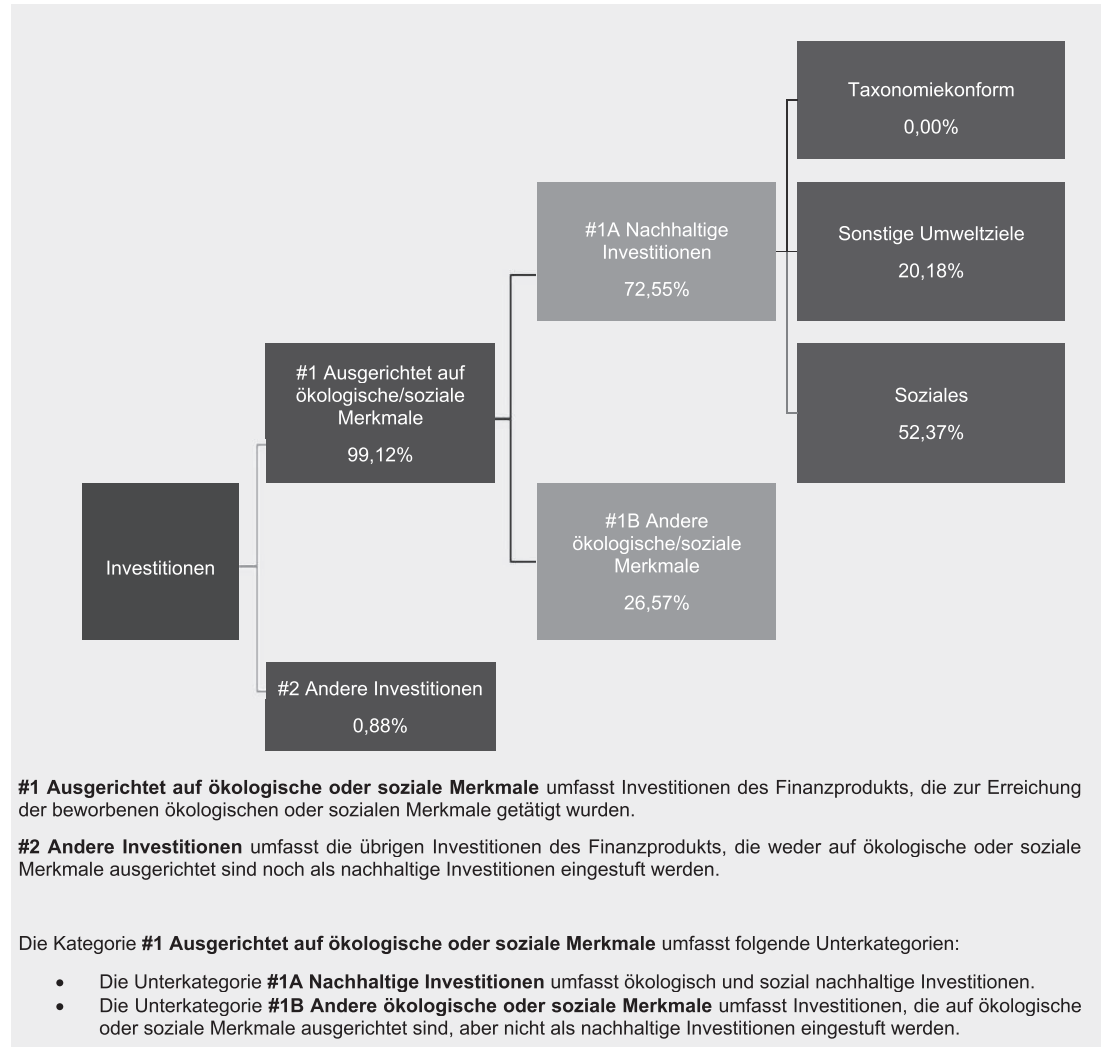 Taxonomiekonform
0,00%
#1A Nachhaltige
Investitionen
72,55%
Sonstige Umweltziele
20,18%
#1 Ausgerichtet auf
ökologische/soziale
Merkmale
99,12%
Soziales
52,37%
Investitionen
#1B Andere
ökologische/soziale
Merkmale
26,57%
#2 Andere Investitionen
0,88%
#1 Ausgerichtet auf ökologische oder soziale Merkmale umfasst Investitionen des Finanzprodukts, die zur Erreichung
der beworbenen ökologischen oder sozialen Merkmale getätigt wurden.
#2 Andere Investitionen umfasst die übrigen Investitionen des Finanzprodukts, die weder auf ökologische oder soziale
Merkmale ausgerichtet sind noch als nachhaltige Investitionen eingestuft werden.
Die Kategorie #1 Ausgerichtet auf ökologische oder soziale Merkmale umfasst folgende Unterkategorien:
• Die Unterkategorie #1A Nachhaltige Investitionen umfasst ökologisch und sozial nachhaltige Investitionen.
• Die Unterkategorie #1B Andere ökologische oder soziale Merkmale umfasst Investitionen, die auf ökologische
oder soziale Merkmale ausgerichtet sind, aber nicht als nachhaltige Investitionen eingestuft werden.